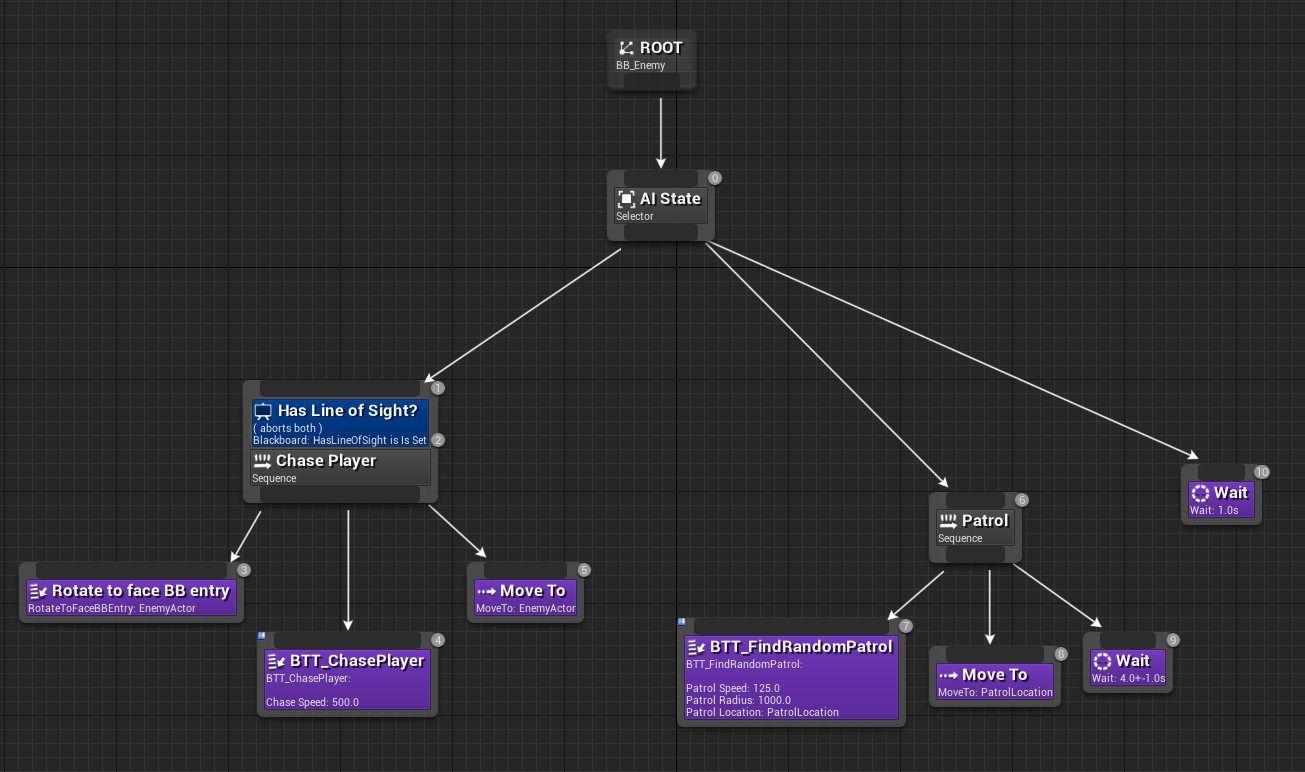 ROOT
BB_Enemy
0
AI State
Selector
1
Has Line of Sight?
( aborts both )
Blackboard: HasLineOfSight is Is Set
2
Chase Player
Sequence
3
Rotate to face BB entry
RotateToFaceBBEntry: EnemyActor
4
BTT_ChasePlayer
BTT_ChasePlayer:
Chase Speed: 500.0
5
Move To
MoveTo: EnemyActor
6
Patrol
Sequence
7
BTT_FindRandomPatrol
BTT_FindRandomPatrol:
Patrol Speed: 125.0
Patrol Radius: 1000.0
Patrol Location: PatrolLocation
8
Move To
MoveTo: PatrolLocation
9
Wait
Wait: 4.0+-1.0s
10
Wait
Wait: 1.0s